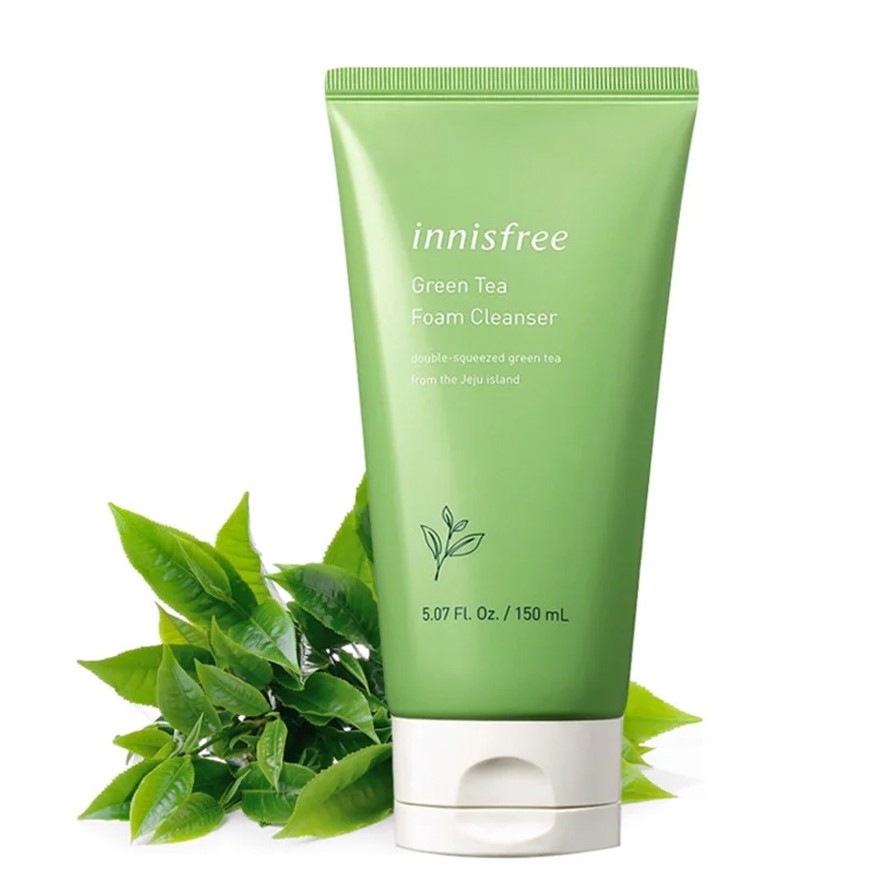 innisfree
Green Tea
Foam Cleanser
double-squeezed green tea
from the Jeju island
5.07 Fl. Oz. / 150 mL